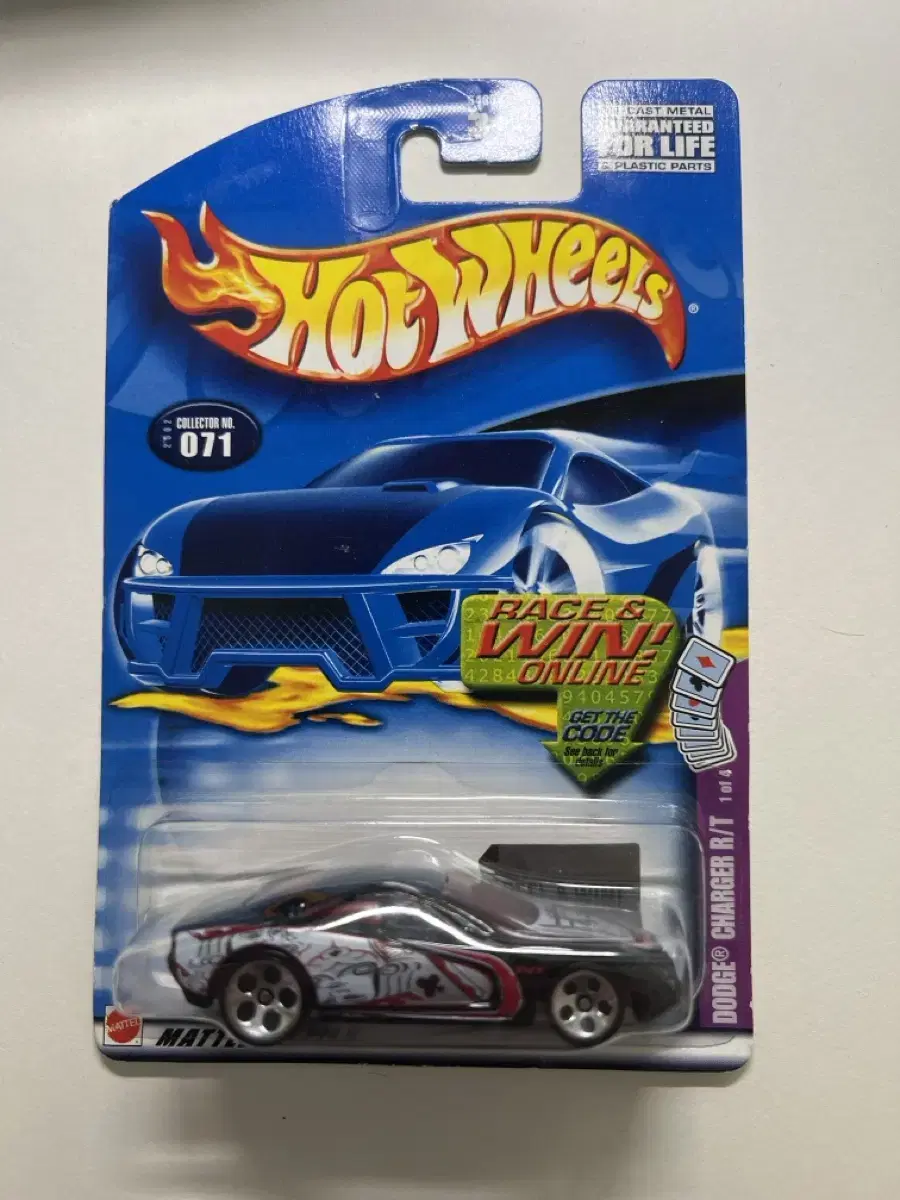 CAST METAL
GUARANTEED
FOR LIFE
& PLASTIC PARTS
HOT WHEELS
®
2002
COLLECTOR NO.
071
RACE &
WIN!
ONLINE
GET THE
CODE
See back for
details
DODGE® CHARGER R/T 1 of 4
MATTEL